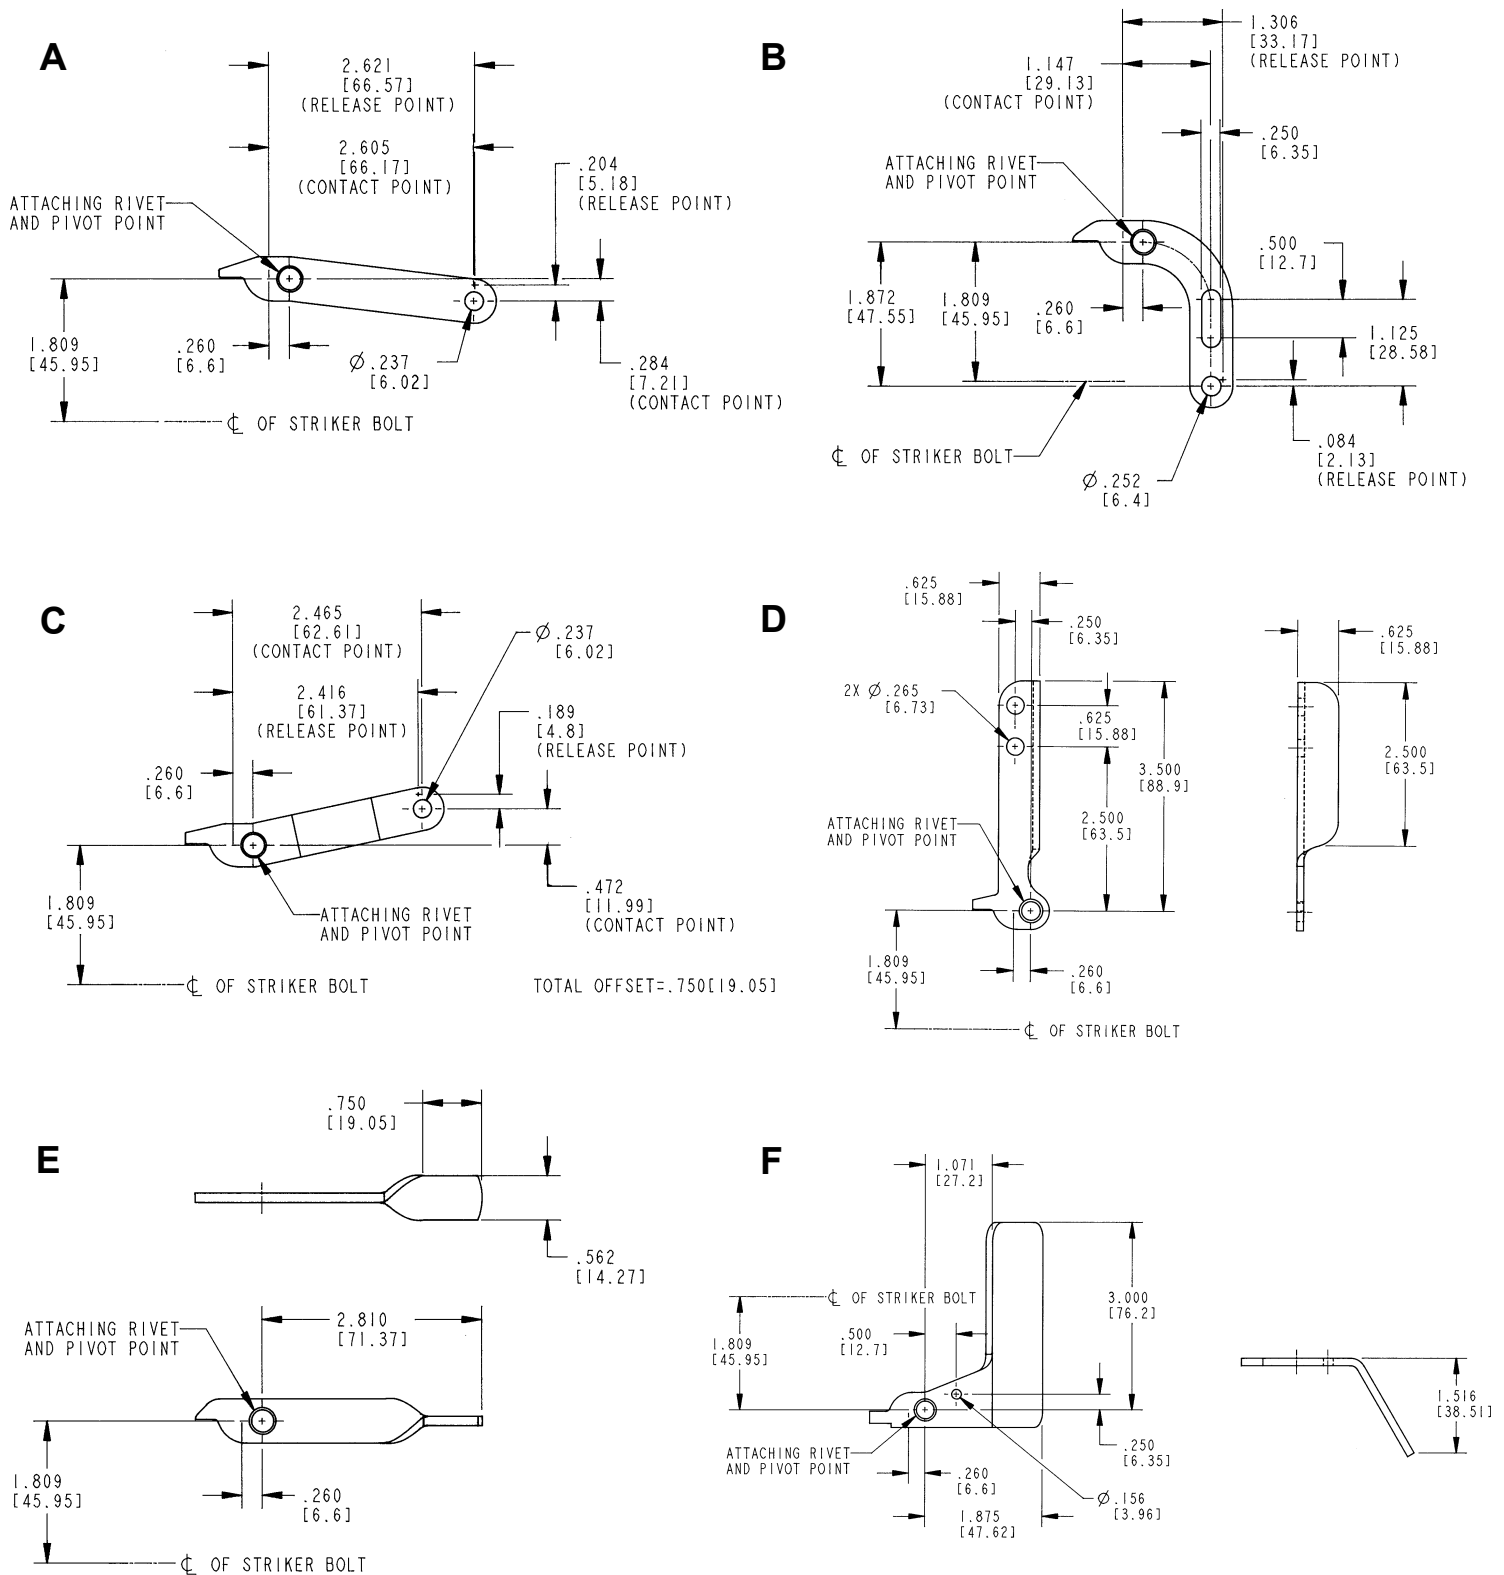 A
2.621
[66.57]
(RELEASE POINT)
2.605
[66.17]
(CONTACT POINT)
.204
[5.18]
(RELEASE POINT)
ATTACHING RIVET
AND PIVOT POINT
1.809
[45.95]
.260
[6.6]
Ø.237
[6.02]
.284
[7.21]
(CONTACT POINT)
℄ OF STRIKER BOLT
B
1.306
[33.17]
(RELEASE POINT)
1.147
[29.13]
(CONTACT POINT)
.250
[6.35]
ATTACHING RIVET
AND PIVOT POINT
.500
[12.7]
1.872
[47.55]
1.809
[45.95]
.260
[6.6]
1.125
[28.58]
.084
[2.13]
(RELEASE POINT)
℄ OF STRIKER BOLT
Ø.252
[6.4]
C
2.465
[62.61]
(CONTACT POINT)
Ø.237
[6.02]
2.416
[61.37]
(RELEASE POINT)
.189
[4.8]
(RELEASE POINT)
.260
[6.6]
.472
[11.99]
(CONTACT POINT)
1.809
[45.95]
ATTACHING RIVET
AND PIVOT POINT
℄ OF STRIKER BOLT
TOTAL OFFSET=.750[19.05]
D
.625
[15.88]
.250
[6.35]
.625
[15.88]
2X Ø.265
[6.73]
.625
[15.88]
3.500
[88.9]
2.500
[63.5]
2.500
[63.5]
ATTACHING RIVET
AND PIVOT POINT
1.809
[45.95]
.260
[6.6]
℄ OF STRIKER BOLT
E
.750
[19.05]
.562
[14.27]
2.810
[71.37]
ATTACHING RIVET
AND PIVOT POINT
1.809
[45.95]
.260
[6.6]
℄ OF STRIKER BOLT
F
1.071
[27.2]
℄ OF STRIKER BOLT
3.000
[76.2]
.500
[12.7]
1.809
[45.95]
1.516
[38.51]
.250
[6.35]
ATTACHING RIVET
AND PIVOT POINT
.260
[6.6]
Ø.156
[3.96]
1.875
[47.62]